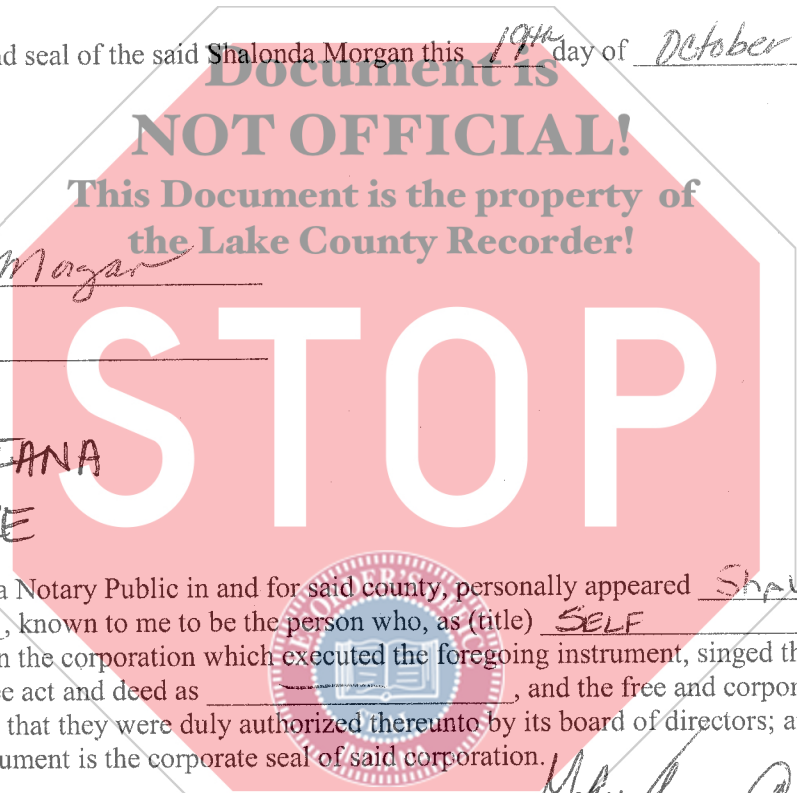 nd seal of the said Shalonda Morgan this 19th day of October
Document is
NOT OFFICIAL!
This Document is the property of
the Lake County Recorder!
Morgan
STOP
IANA
E
a Notary Public in and for said county, personally appeared Shal
, known to me to be the person who, as (title) SELF
n the corporation which executed the foregoing instrument, singed th
e act and deed as , and the free and corpor
that they were duly authorized thereunto by its board of directors; a
ument is the corporate seal of said corporation.